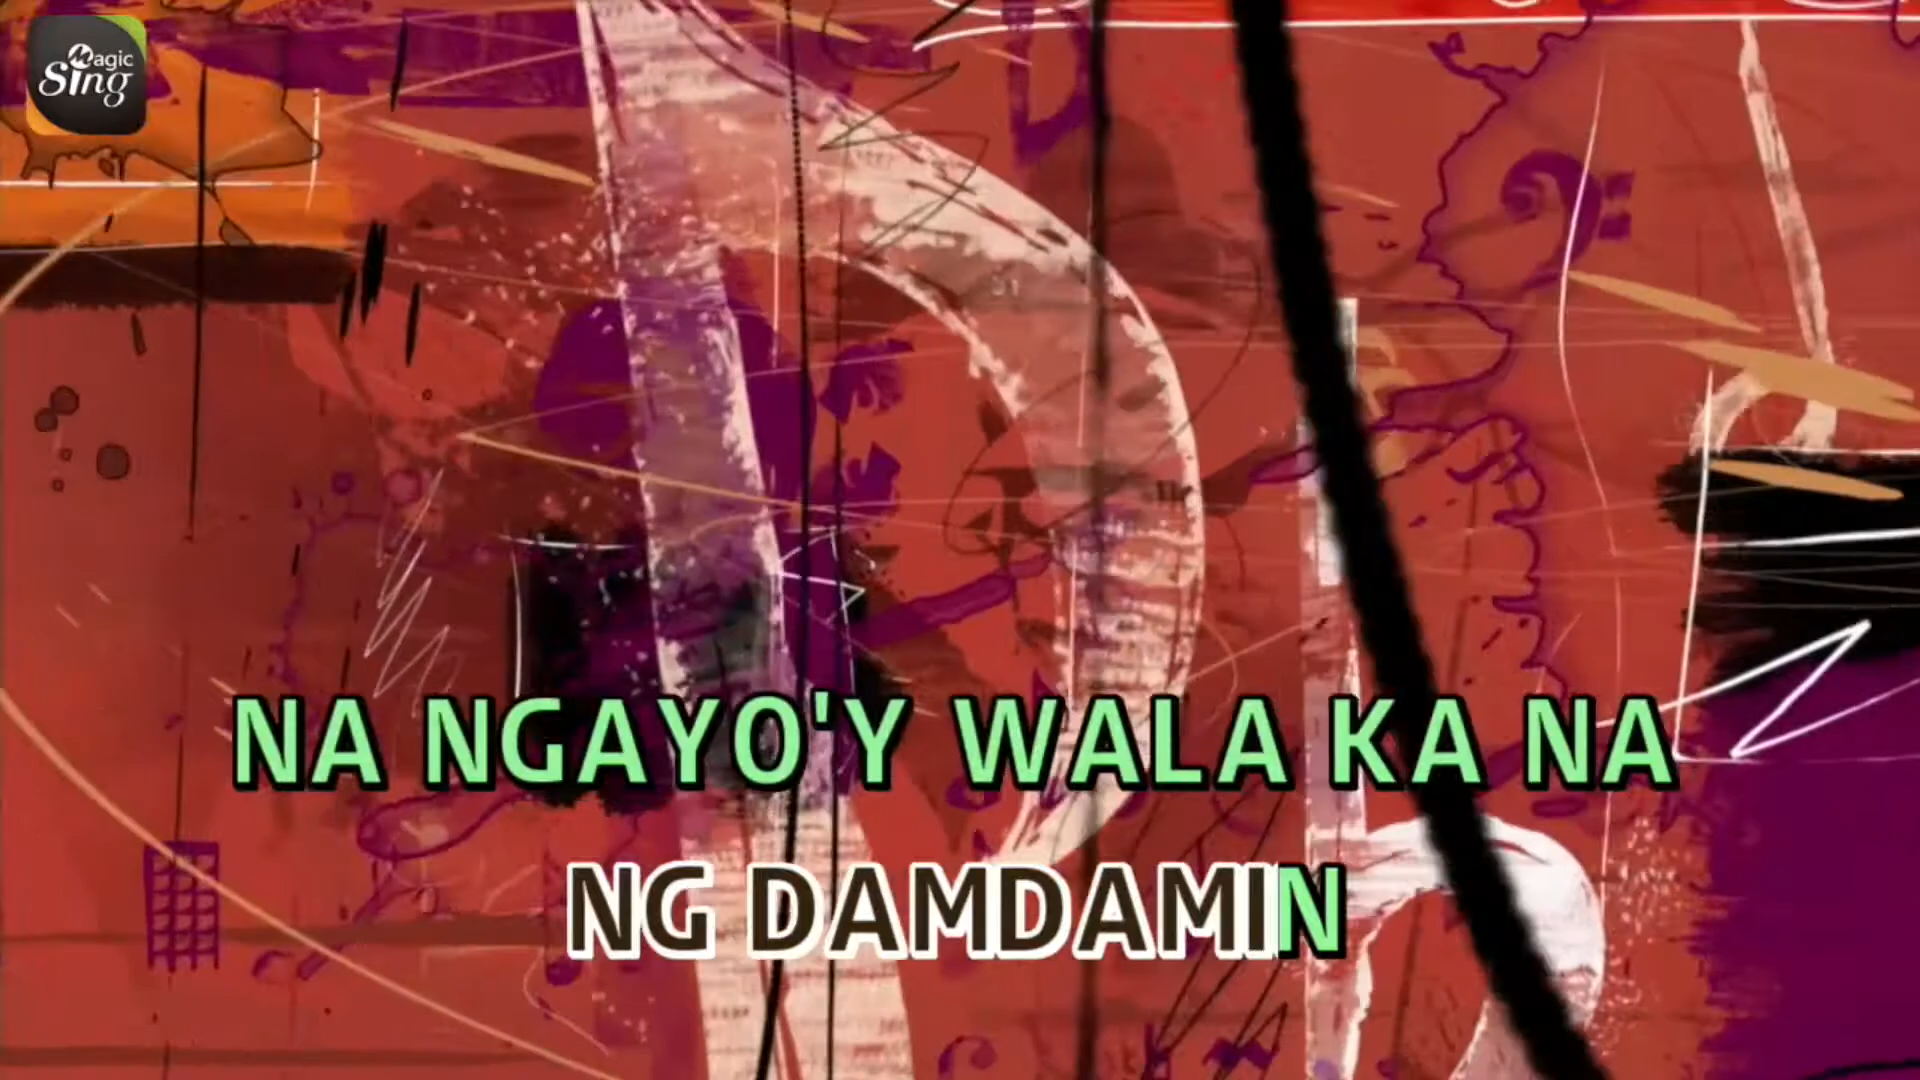 Magic
Sing
NA NGAYO'Y WALA KA NA
NG DAMDAMIN